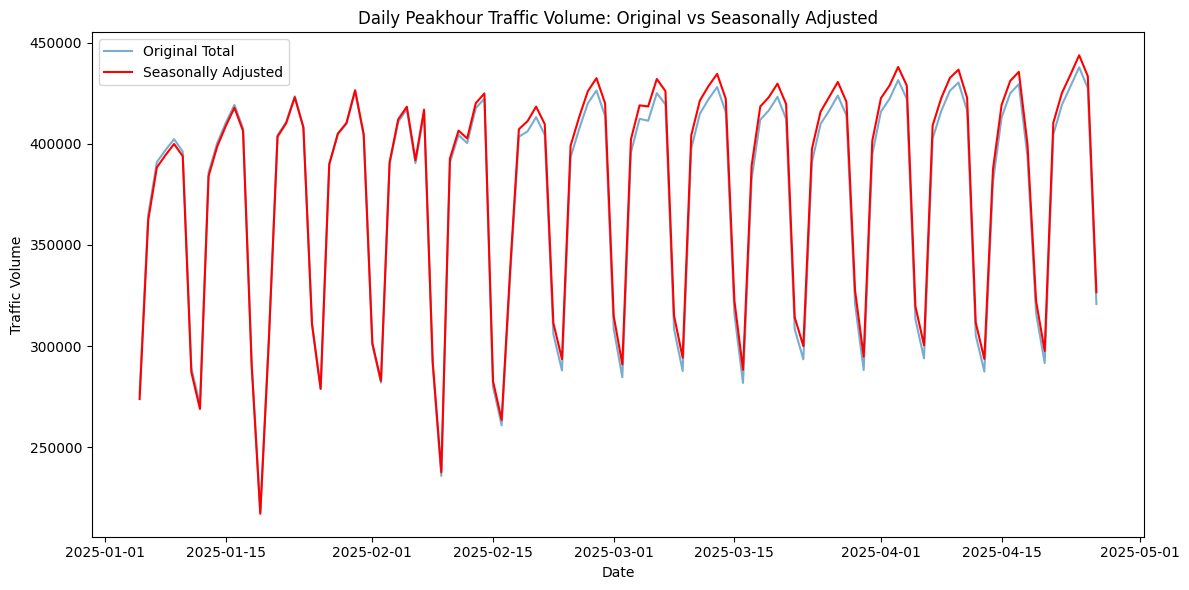 Daily Peakhour Traffic Volume: Original vs Seasonally Adjusted
Original Total
Seasonally Adjusted
450000
400000
350000
300000
250000
Traffic Volume
2025-01-01
2025-01-15
2025-02-01
2025-02-15
2025-03-01
2025-03-15
2025-04-01
2025-04-15
2025-05-01
Date